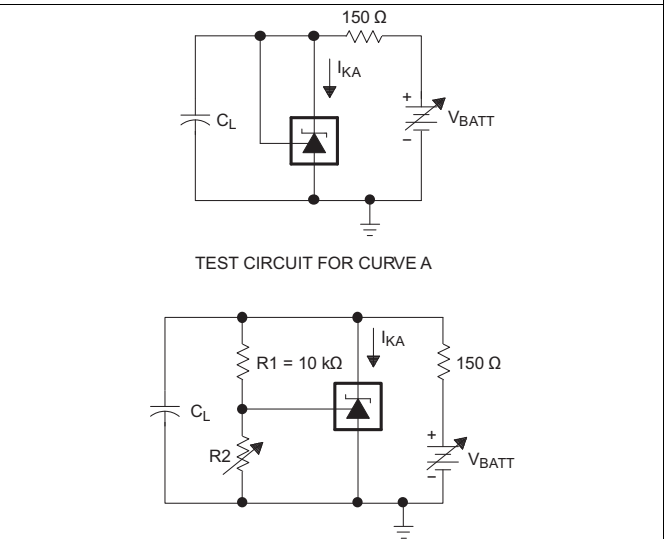 150 Ω
IKA
+
CL
VBATT
–
TEST CIRCUIT FOR CURVE A
IKA
R1 = 10 kΩ
150 Ω
CL
+
R2
VBATT
–